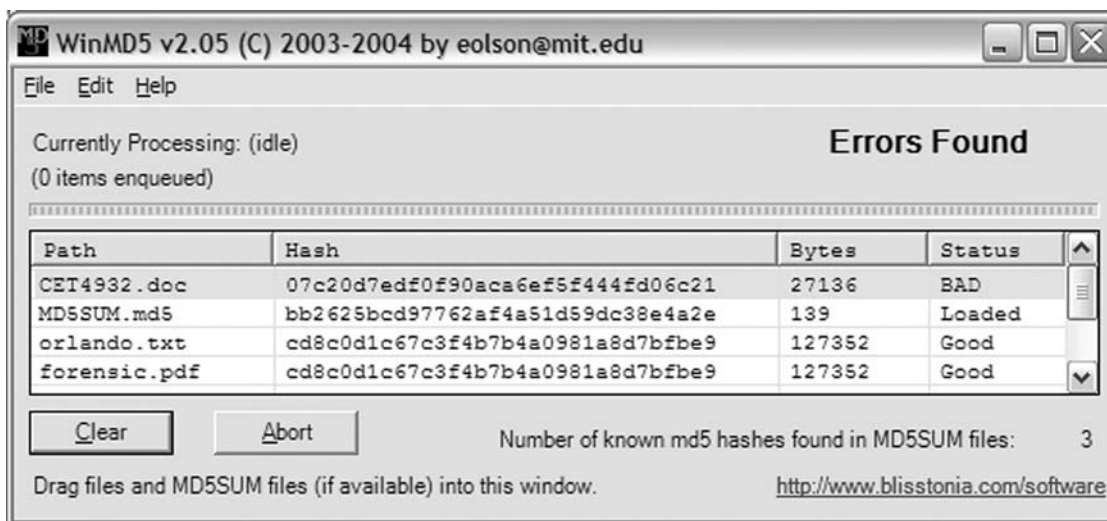 WinMD5 v2.05 (C) 2003-2004 by eolson@mit.edu
File Edit Help
Currently Processing: (idle)
Errors Found
(0 items enqueued)
Path Hash Bytes Status
CET4932.doc 07c20d7edf0f90aca6ef5f444fd06c21 27136 BAD
MD5SUM.md5 bb2625bcd97762af4a51d59dc38e4a2e 139 Loaded
orlando.txt cd8c0d1c67c3f4b7b4a0981a8d7bfbe9 127352 Good
forensic.pdf cd8c0d1c67c3f4b7b4a0981a8d7bfbe9 127352 Good
Clear Abort Number of known md5 hashes found in MD5SUM files: 3
Drag files and MD5SUM files (if available) into this window. http://www.blisstonia.com/software